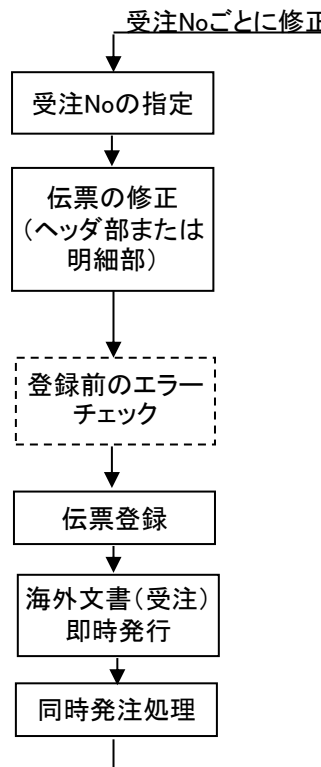 受注Noごとに修正
受注Noの指定
伝票の修正
（ヘッダ部または
明細部）
登録前のエラー
チェック
伝票登録
海外文書（受注）
即時発行
同時発注処理